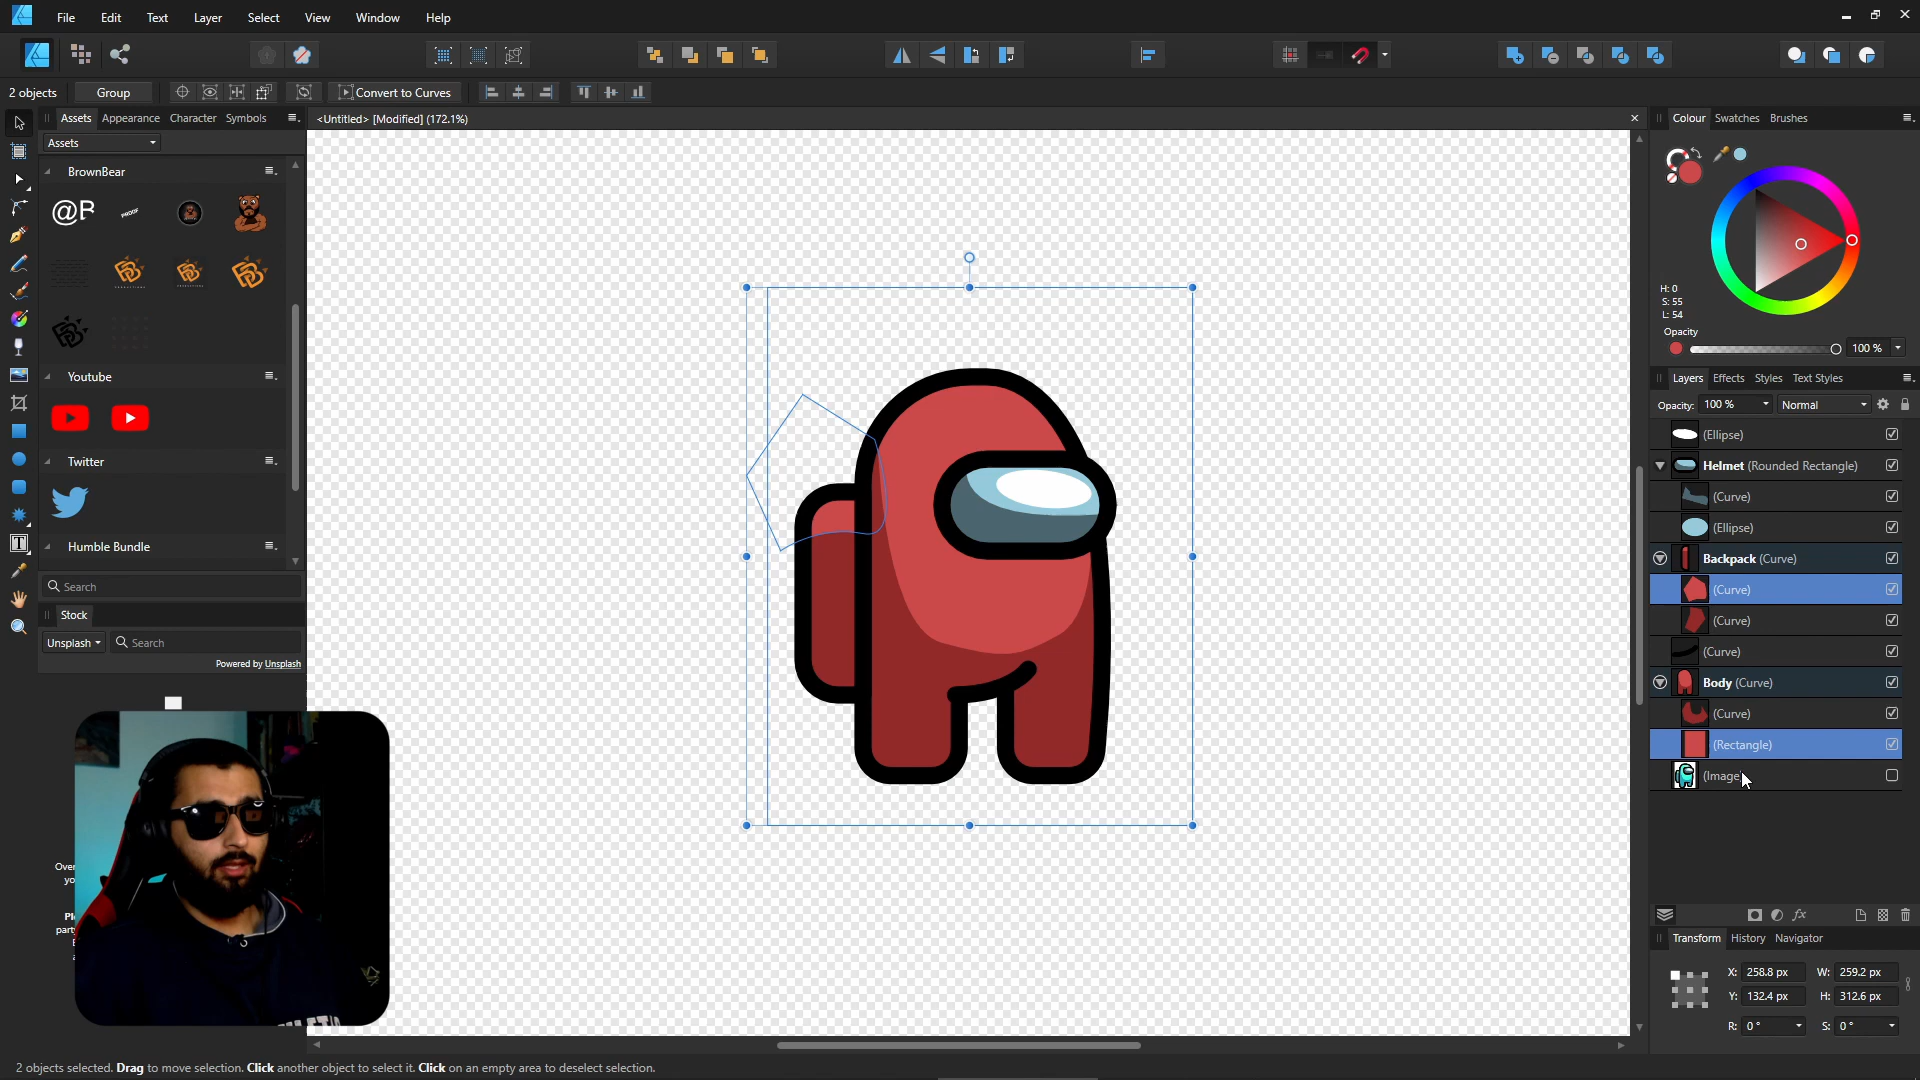 File Edit Text Layer Select View Window Help
2 objects Group Convert to Curves
Assets Appearance Character Symbols
<Untitled> [Modified] (172.1%)
Colour Swatches Brushes
Assets
BrownBear
PROOF
Youtube
Twitter
Humble Bundle
Search
Stock
Unsplash Search
Powered by Unsplash
H: 0
S: 55
L: 54
Opacity
100 %
Layers Effects Styles Text Styles
Opacity: 100 % Normal
(Ellipse)
Helmet (Rounded Rectangle)
(Curve)
(Ellipse)
Backpack (Curve)
(Curve)
(Curve)
(Curve)
Body (Curve)
(Curve)
(Rectangle)
(Image)
fx
Transform History Navigator
X: 258.8 px W: 259.2 px
Y: 132.4 px H: 312.6 px
R: 0 ° S: 0 °
2 objects selected. Drag to move selection. Click another object to select it. Click on an empty area to deselect selection.